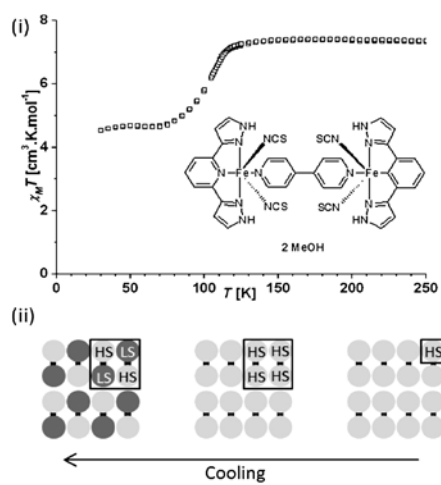 (i)
8
6
4
2
0
χMT [cm³.K.mol⁻¹]
N NH
NCS
SCN
HN N
N Fe N
N Fe
N NH
NCS
SCN
HN N
2 MeOH
0 50 100 150 200 250
T [K]
(ii)
HS LS
LS HS
HS HS
HS HS
HS
Cooling